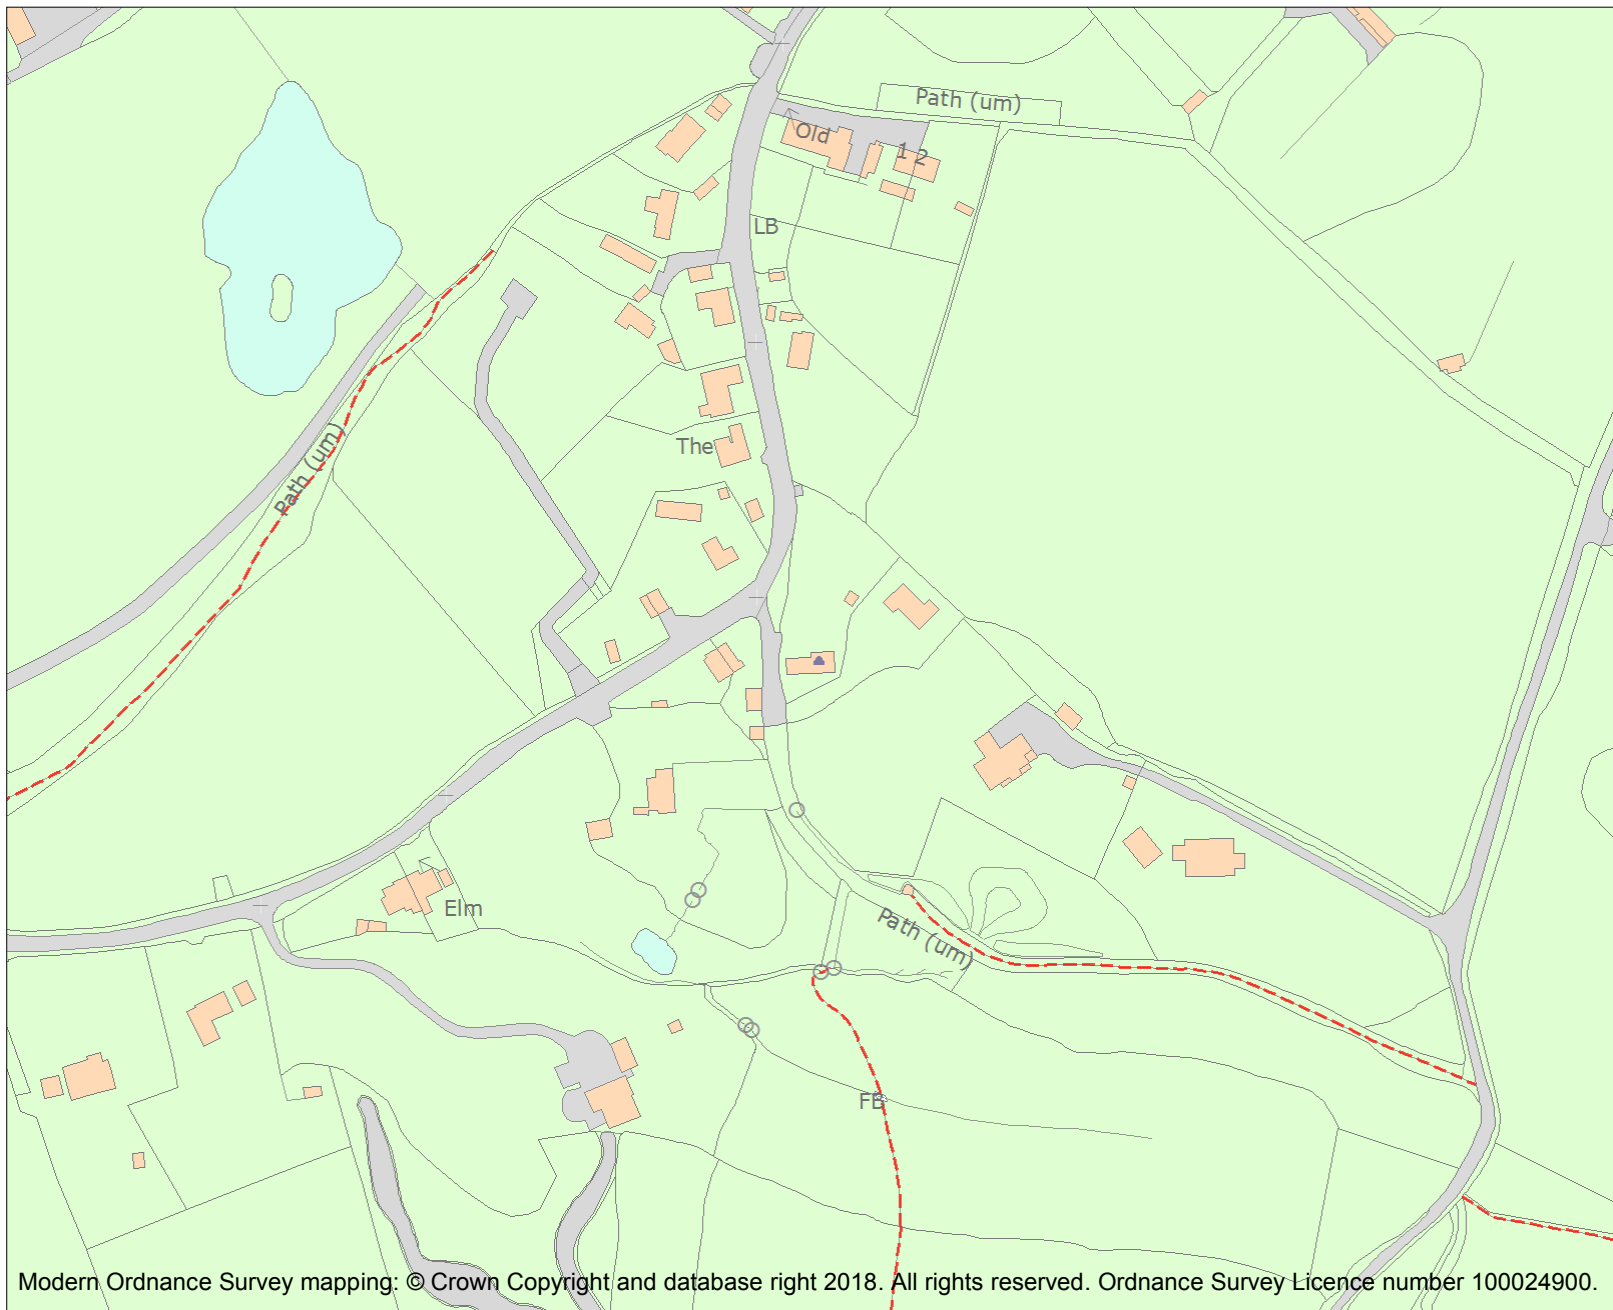 Path (um)
Old
1 2
LB
Path (um)
The
Elm
Path (um)
FB
Modern Ordnance Survey mapping: © Crown Copyright and database right 2018. All rights reserved. Ordnance Survey Licence number 100024900.